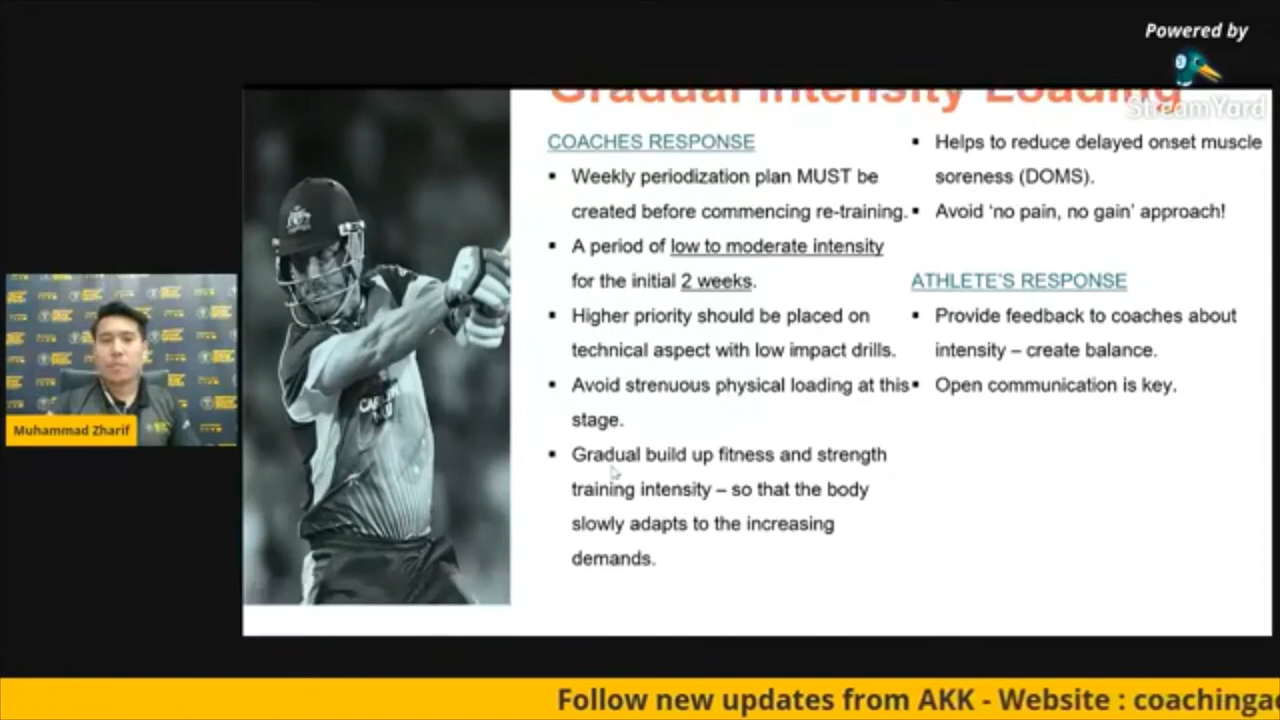 Powered by
StreamYard
Gradual Intensity Loading
COACHES RESPONSE
▪ Weekly periodization plan MUST be
created before commencing re-training.
▪ A period of low to moderate intensity
for the initial 2 weeks.
▪ Higher priority should be placed on
technical aspect with low impact drills.
▪ Avoid strenuous physical loading at this
stage.
▪ Gradual build up fitness and strength
training intensity – so that the body
slowly adapts to the increasing
demands.
▪ Helps to reduce delayed onset muscle
soreness (DOMS).
▪ Avoid ‘no pain, no gain’ approach!
ATHLETE’S RESPONSE
▪ Provide feedback to coaches about
intensity – create balance.
▪ Open communication is key.
Muhammad Zharif
Follow new updates from AKK - Website : coachinga